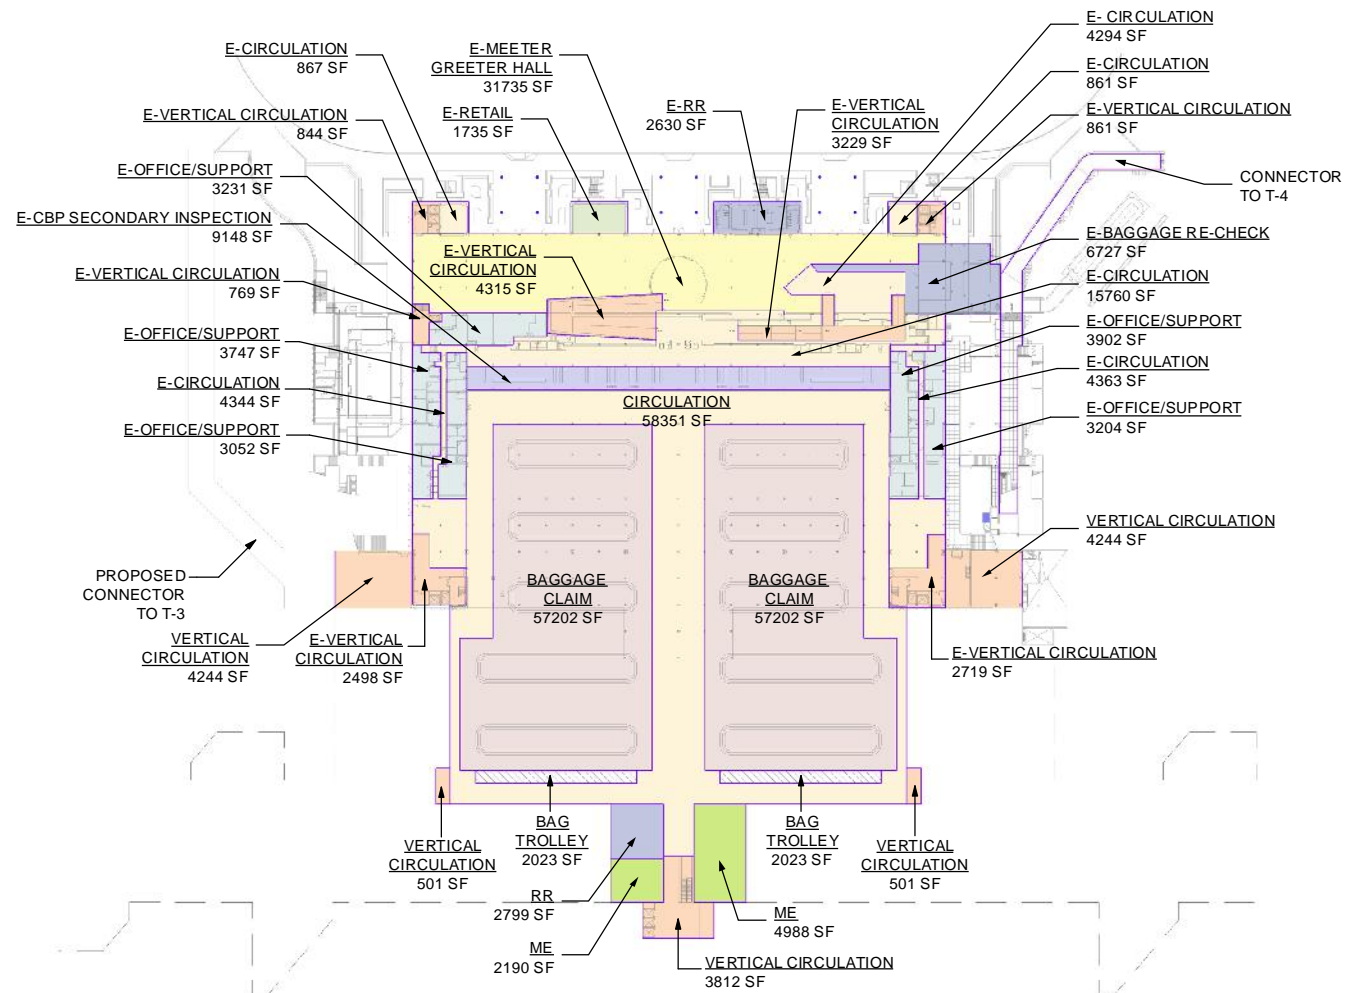 E- CIRCULATION
4294 SF
E-CIRCULATION
867 SF
E-MEETER
GREETER HALL
31735 SF
E-CIRCULATION
861 SF
E-VERTICAL CIRCULATION
844 SF
E-RETAIL
1735 SF
E-RR
2630 SF
E-VERTICAL
CIRCULATION
3229 SF
E-VERTICAL CIRCULATION
861 SF
E-OFFICE/SUPPORT
3231 SF
CONNECTOR
TO T-4
E-CBP SECONDARY INSPECTION
9148 SF
E-BAGGAGE RE-CHECK
6727 SF
E-VERTICAL
CIRCULATION
4315 SF
E-VERTICAL CIRCULATION
769 SF
E-CIRCULATION
15760 SF
E-OFFICE/SUPPORT
3747 SF
E-OFFICE/SUPPORT
3902 SF
E-CIRCULATION
4344 SF
E-CIRCULATION
4363 SF
CIRCULATION
58351 SF
E-OFFICE/SUPPORT
3052 SF
E-OFFICE/SUPPORT
3204 SF
VERTICAL CIRCULATION
4244 SF
PROPOSED
CONNECTOR
TO T-3
BAGGAGE
CLAIM
57202 SF
BAGGAGE
CLAIM
57202 SF
VERTICAL
CIRCULATION
4244 SF
E-VERTICAL
CIRCULATION
2498 SF
E-VERTICAL CIRCULATION
2719 SF
VERTICAL
CIRCULATION
501 SF
BAG
TROLLEY
2023 SF
BAG
TROLLEY
2023 SF
VERTICAL
CIRCULATION
501 SF
RR
2799 SF
ME
4988 SF
ME
2190 SF
VERTICAL CIRCULATION
3812 SF